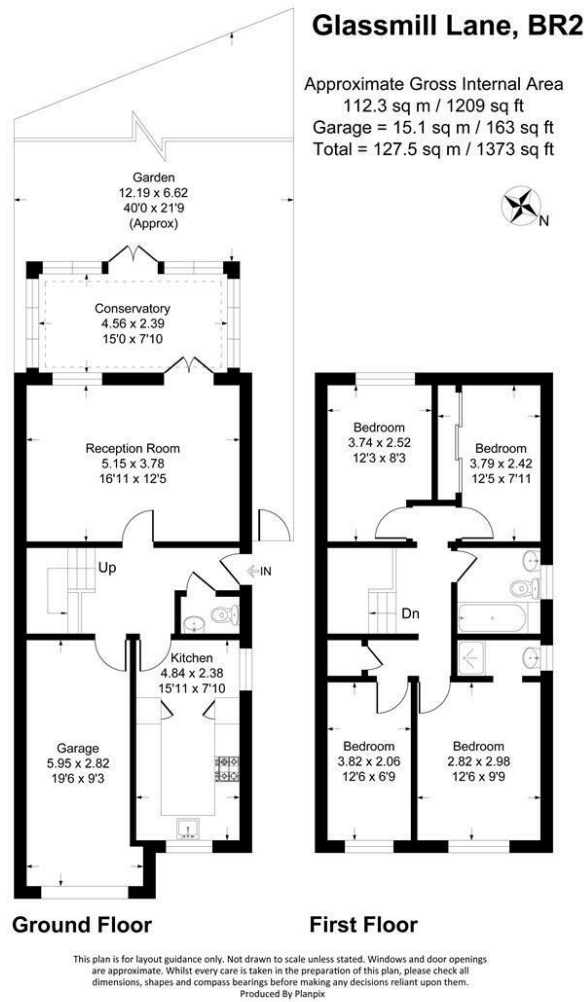 Glassmill Lane, BR2
Approximate Gross Internal Area
112.3 sq m / 1209 sq ft
Garage = 15.1 sq m / 163 sq ft
Total = 127.5 sq m / 1373 sq ft
N
Garden
12.19 x 6.62
40'0 x 21'9
(Approx)
Conservatory
4.56 x 2.39
15'0 x 7'10
Reception Room
5.15 x 3.78
16'11 x 12'5
Up
IN
Kitchen
4.84 x 2.38
15'11 x 7'10
Garage
5.95 x 2.82
19'6 x 9'3
Ground Floor
Bedroom
3.74 x 2.52
12'3 x 8'3
Bedroom
3.79 x 2.42
12'5 x 7'11
Dn
Bedroom
3.82 x 2.06
12'6 x 6'9
Bedroom
2.82 x 2.98
12'6 x 9'9
First Floor
This plan is for layout guidance only. Not drawn to scale unless stated. Windows and door openings
are approximate. Whilst every care is taken in the preparation of this plan, please check all
dimensions, shapes and compass bearings before making any decisions reliant upon them.
Produced By Planpix